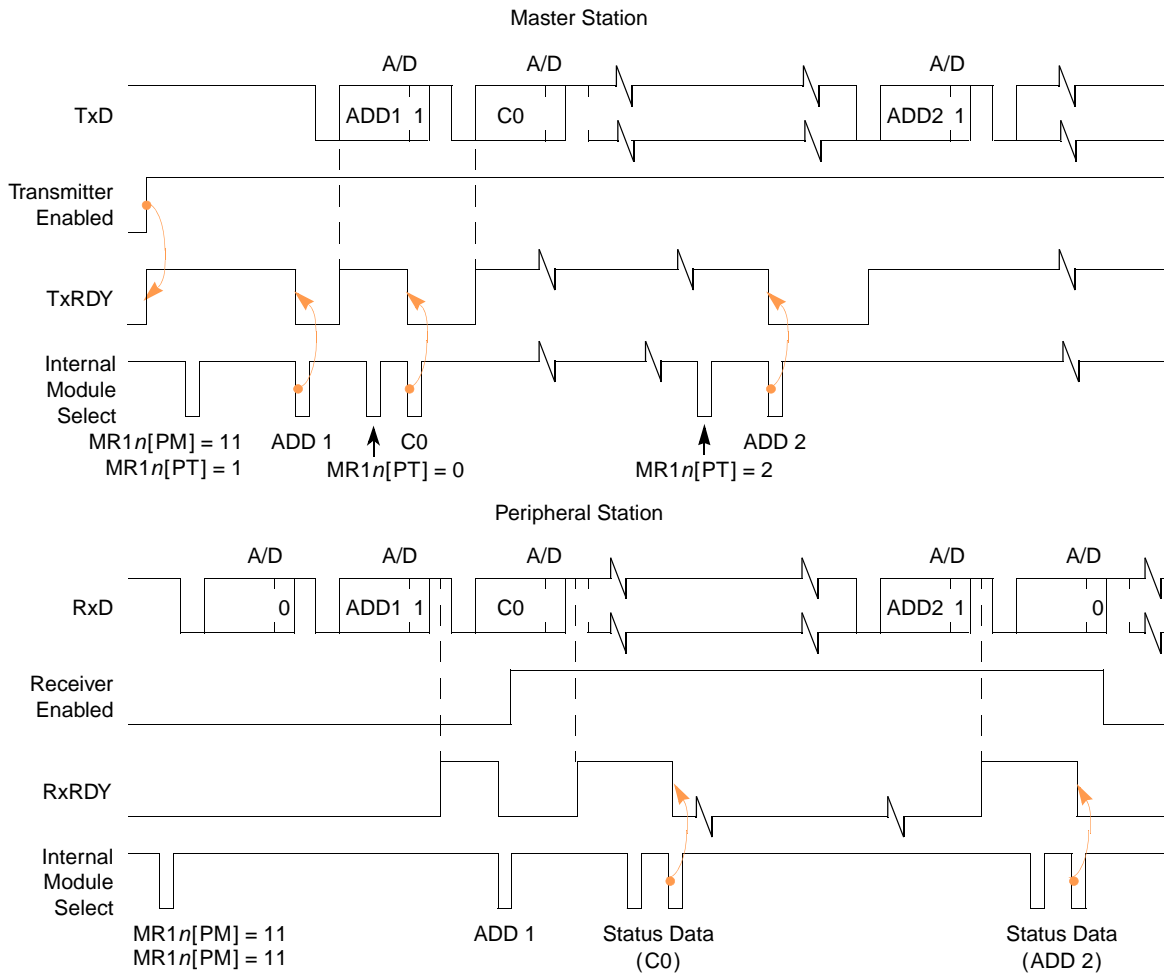 Master Station
A/D A/D A/D
TxD ADD1 1 C0 ADD2 1
Transmitter
Enabled
TxRDY
Internal
Module
Select
MR1n[PM] = 11 ADD 1 C0 ADD 2
MR1n[PT] = 1 MR1n[PT] = 0 MR1n[PT] = 2
Peripheral Station
A/D A/D A/D A/D A/D
RxD 0 ADD1 1 C0 ADD2 1 0
Receiver
Enabled
RxRDY
Internal
Module
Select
MR1n[PM] = 11 ADD 1 Status Data Status Data
MR1n[PM] = 11 (C0) (ADD 2)